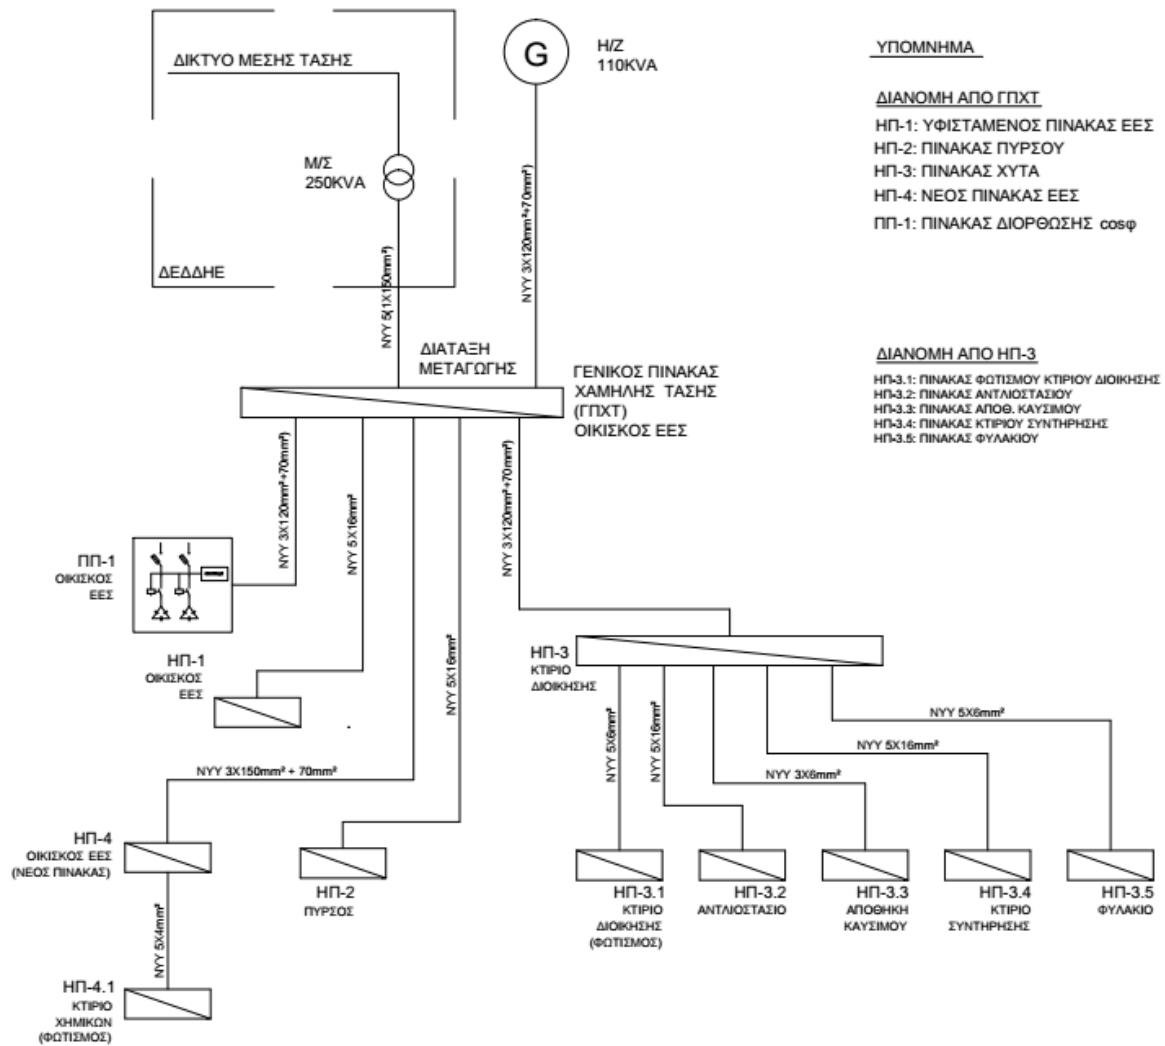 ΔΙΚΤΥΟ ΜΕΣΗΣ ΤΑΣΗΣ
Μ/Σ
250KVA
ΔΕΔΔΗΕ
NYY 5(1X150mm²)
G
Η/Ζ
110KVA
NYY 3X120mm²+70mm²)
ΥΠΟΜΝΗΜΑ
ΔΙΑΝΟΜΗ ΑΠΟ ΓΠΧΤ
ΗΠ-1: ΥΦΙΣΤΑΜΕΝΟΣ ΠΙΝΑΚΑΣ ΕΕΣ
ΗΠ-2: ΠΙΝΑΚΑΣ ΠΥΡΣΟΥ
ΗΠ-3: ΠΙΝΑΚΑΣ ΧΥΤΑ
ΗΠ-4: ΝΕΟΣ ΠΙΝΑΚΑΣ ΕΕΣ
ΠΠ-1: ΠΙΝΑΚΑΣ ΔΙΟΡΘΩΣΗΣ cosφ
ΔΙΑΝΟΜΗ ΑΠΟ ΗΠ-3
ΗΠ-3.1: ΠΙΝΑΚΑΣ ΦΩΤΙΣΜΟΥ ΚΤΙΡΙΟΥ ΔΙΟΙΚΗΣΗΣ
ΗΠ-3.2: ΠΙΝΑΚΑΣ ΑΝΤΛΙΟΣΤΑΣΙΟΥ
ΗΠ-3.3: ΠΙΝΑΚΑΣ ΑΠΟΘ. ΚΑΥΣΙΜΟΥ
ΗΠ-3.4: ΠΙΝΑΚΑΣ ΚΤΙΡΙΟΥ ΣΥΝΤΗΡΗΣΗΣ
ΗΠ-3.5: ΠΙΝΑΚΑΣ ΦΥΛΑΚΙΟΥ
ΔΙΑΤΑΞΗ
ΜΕΤΑΓΩΓΗΣ
ΓΕΝΙΚΟΣ ΠΙΝΑΚΑΣ
ΧΑΜΗΛΗΣ ΤΑΣΗΣ
(ΓΠΧΤ)
ΟΙΚΙΣΚΟΣ ΕΕΣ
NYY 3X120mm²+70mm²)
NYY 5X16mm²
NYY 5X16mm²
NYY 3X120mm²+70mm²)
ΠΠ-1
ΟΙΚΙΣΚΟΣ
ΕΕΣ
ΗΠ-1
ΟΙΚΙΣΚΟΣ
ΕΕΣ
NYY 3X150mm² + 70mm²
ΗΠ-4
ΟΙΚΙΣΚΟΣ ΕΕΣ
(ΝΕΟΣ ΠΙΝΑΚΑΣ)
NYY 5X4mm²
ΗΠ-4.1
ΚΤΙΡΙΟ
ΧΗΜΙΚΩΝ
(ΦΩΤΙΣΜΟΣ)
ΗΠ-2
ΠΥΡΣΟΣ
ΗΠ-3
ΚΤΙΡΙΟ
ΔΙΟΙΚΗΣΗΣ
NYY 5X6mm²
NYY 5X16mm²
NYY 3X6mm²
NYY 5X16mm²
NYY 5X6mm²
ΗΠ-3.1
ΚΤΙΡΙΟ
ΔΙΟΙΚΗΣΗΣ
(ΦΩΤΙΣΜΟΣ)
ΗΠ-3.2
ΑΝΤΛΙΟΣΤΑΣΙΟ
ΗΠ-3.3
ΑΠΟΘΗΚΗ
ΚΑΥΣΙΜΟΥ
ΗΠ-3.4
ΚΤΙΡΙΟ
ΣΥΝΤΗΡΗΣΗΣ
ΗΠ-3.5
ΦΥΛΑΚΙΟ